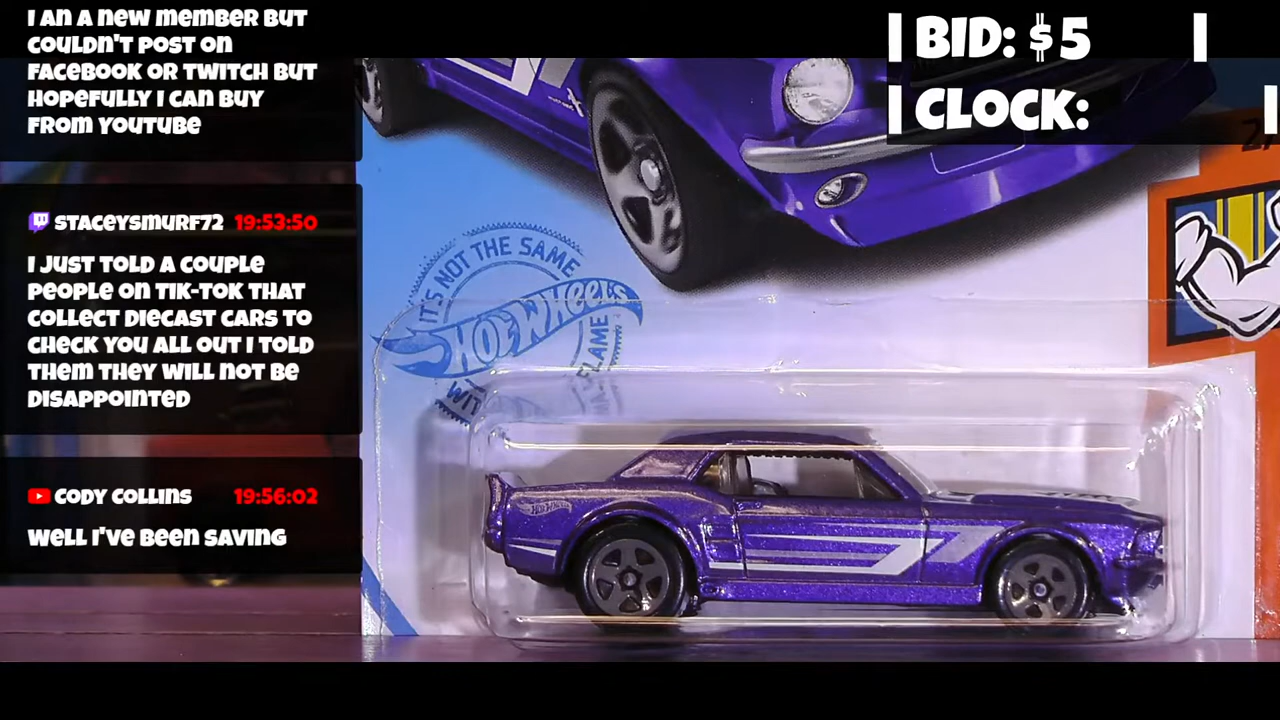 I AN A NEW MEMBER BUT
COULDN'T POST ON
FACEBOOK OR TWITCH BUT
HOPEFULLY I CAN BUY
FROM YOUTUBE
STACEYSMURF72 19:53:50
I JUST TOLD A COUPLE
PEOPLE ON TIK-TOK THAT
COLLECT DIECAST CARS TO
CHECK YOU ALL OUT I TOLD
THEM THEY WILL NOT BE
DISAPPOINTED
CODY COLLINS 19:56:02
WELL I'VE BEEN SAVING
| BID: $5 |
| CLOCK: |
IT'S NOT THE SAME
HOT WHEELS